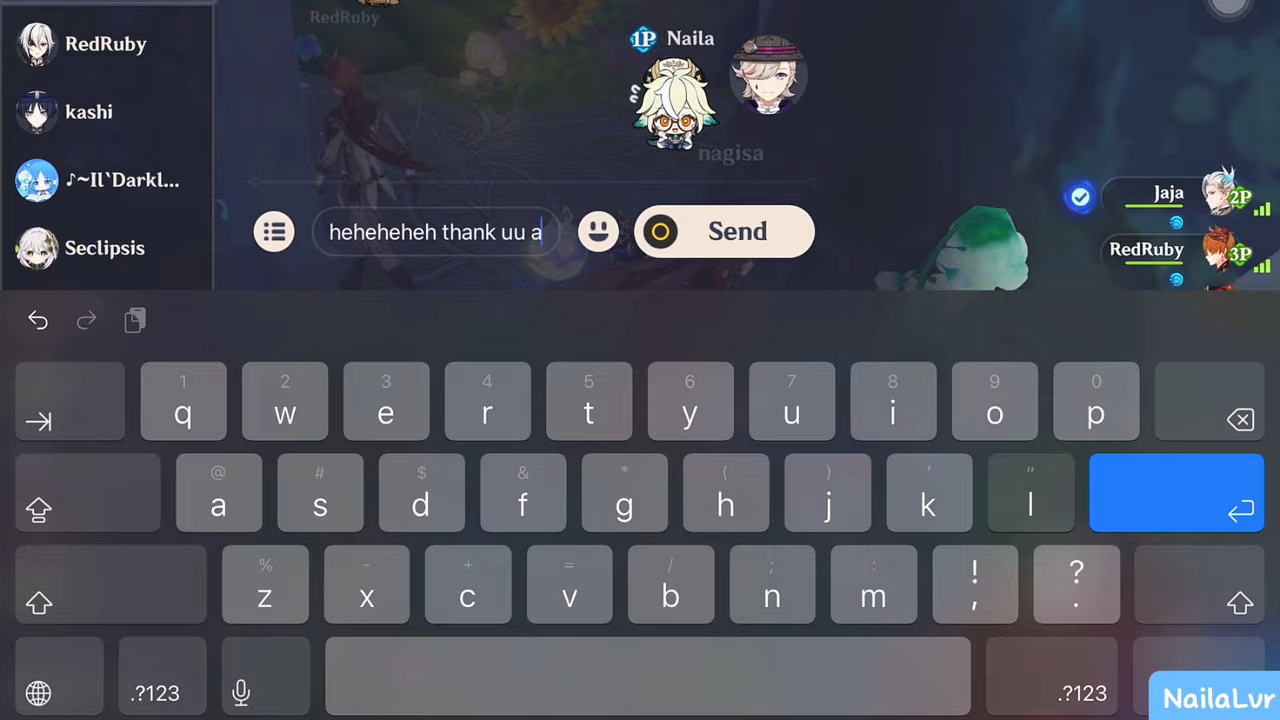 RedRuby
kashi
♪~Il`Darkl...
Seclipsis
RedRuby
1P Naila
nagisa
heheheheh thank uu a
Send
Jaja
2P
RedRuby
3P
1 2 3 4 5 6 7 8 9 0
q w e r t y u i o p
@ # $ & * ( ) ' "
a s d f g h j k l
% - + = / ; : ! ?
z x c v b n m , .
.?123 .?123
NailaLvr